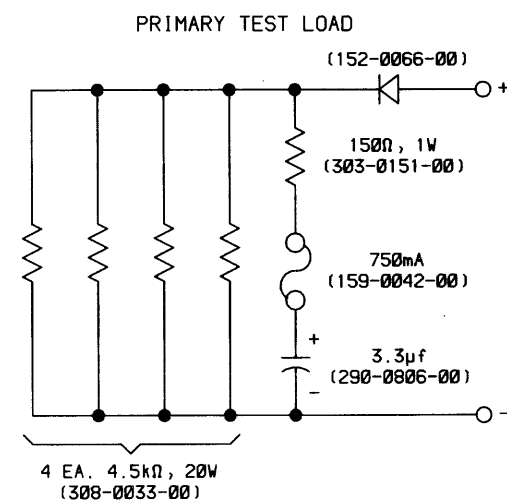 PRIMARY TEST LOAD
(152-0066-00)
+
150Ω, 1W
(303-0151-00)
750mA
(159-0042-00)
+
3.3µf
(290-0806-00)
-
-
4 EA. 4.5kΩ, 20W
(308-0033-00)